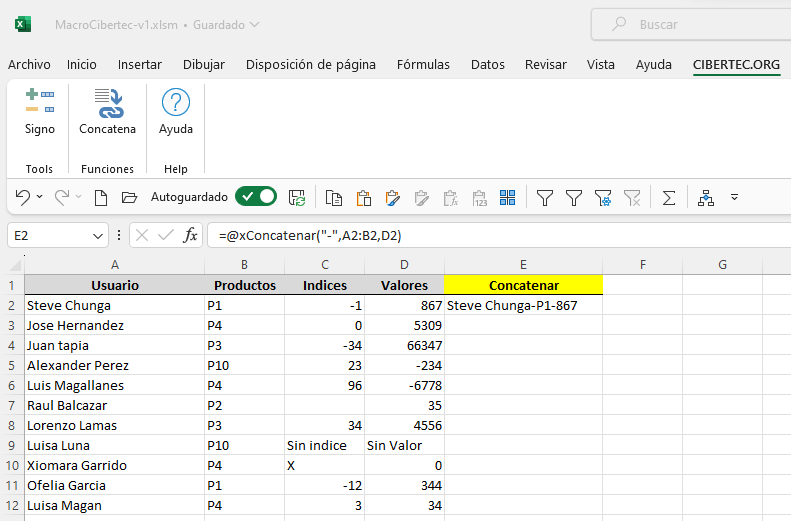 MacroCibertec-v1.xlsm • Guardado
Buscar
Archivo Inicio Insertar Dibujar Disposición de página Fórmulas Datos Revisar Vista Ayuda CIBERTEC.ORG
Signo Concatena Ayuda
Tools Funciones Help
Autoguardado
E2 fx =@xConcatenar("-",A2:B2,D2)
A B C D E F G
1 Usuario Productos Indices Valores Concatenar
2 Steve Chunga P1 -1 867 Steve Chunga-P1-867
3 Jose Hernandez P4 0 5309
4 Juan tapia P3 -34 66347
5 Alexander Perez P10 23 -234
6 Luis Magallanes P4 96 -6778
7 Raul Balcazar P2 35
8 Lorenzo Lamas P3 34 4556
9 Luisa Luna P10 Sin indice Sin Valor
10 Xiomara Garrido P4 X 0
11 Ofelia Garcia P1 -12 344
12 Luisa Magan P4 3 34